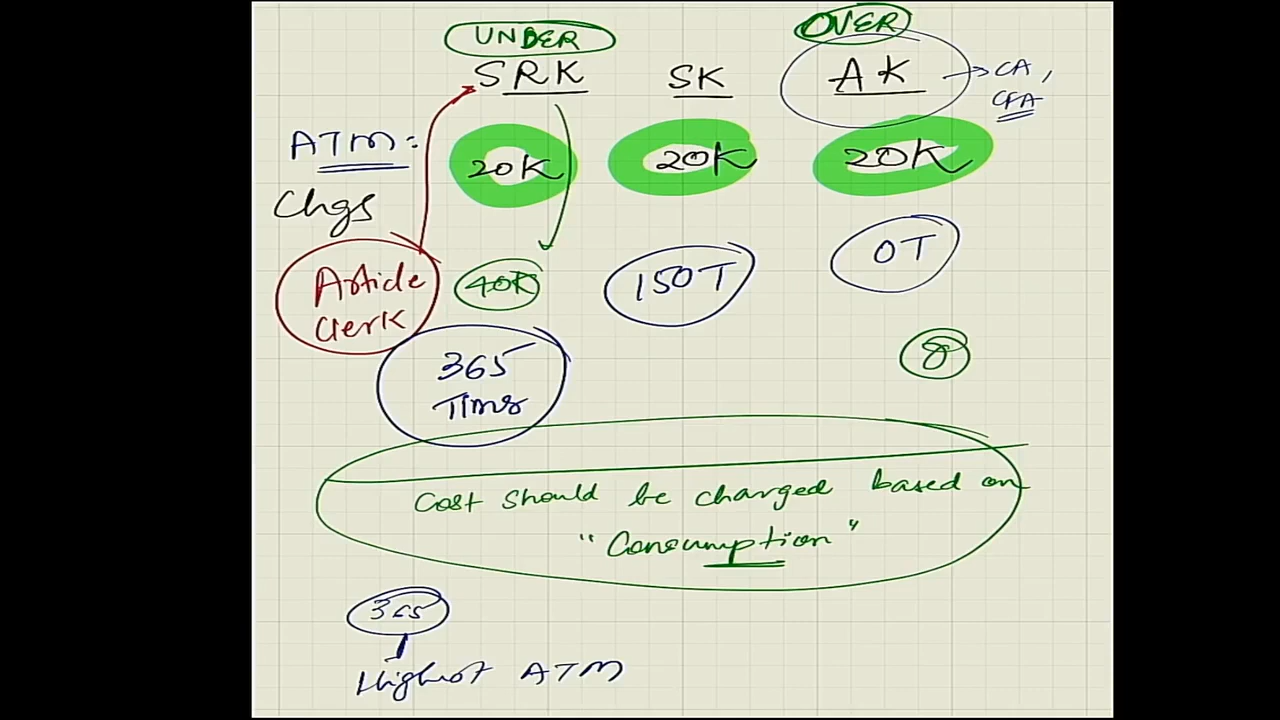 UNDER OVER
SRK SK AK → CA,
CFA
ATM:
Chgs
20K 20K 20K
Article
Clerk
40K 150T 0T
365
Times
8
Cost should be charged based on
"Consumption"
365
Highest ATM